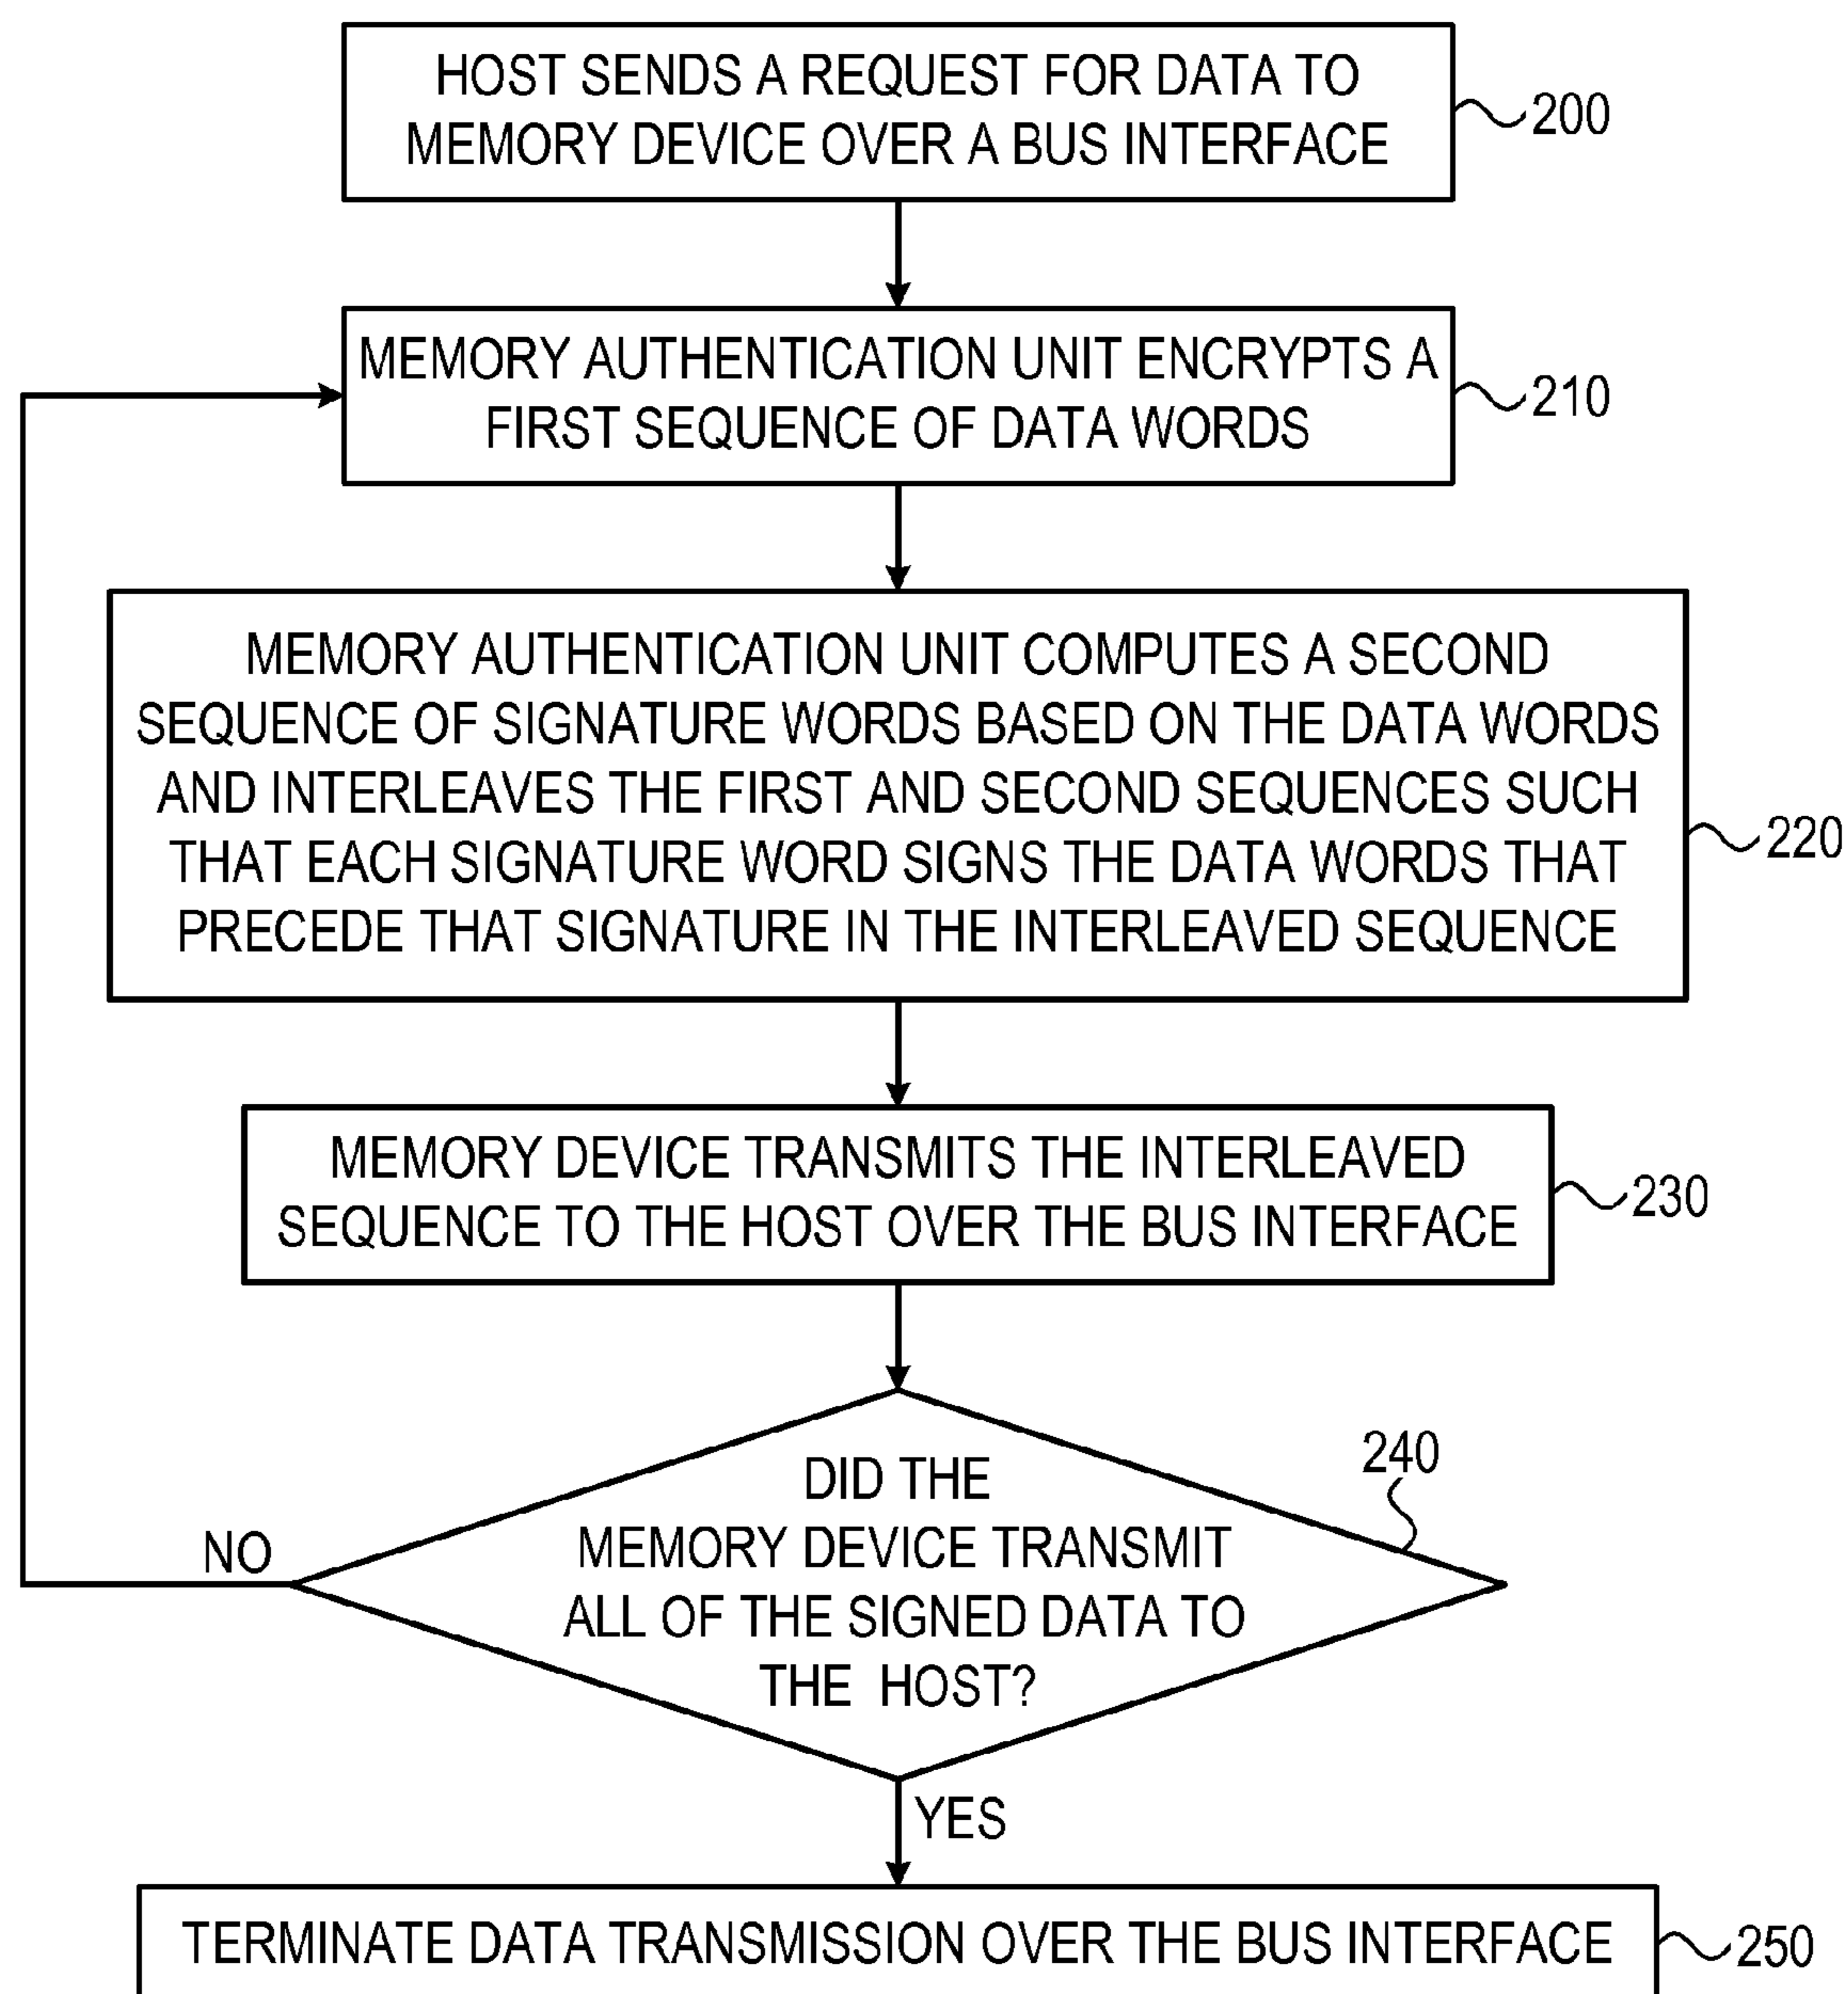 HOST SENDS A REQUEST FOR DATA TO
MEMORY DEVICE OVER A BUS INTERFACE
200
MEMORY AUTHENTICATION UNIT ENCRYPTS A
FIRST SEQUENCE OF DATA WORDS
210
MEMORY AUTHENTICATION UNIT COMPUTES A SECOND
SEQUENCE OF SIGNATURE WORDS BASED ON THE DATA WORDS
AND INTERLEAVES THE FIRST AND SECOND SEQUENCES SUCH
THAT EACH SIGNATURE WORD SIGNS THE DATA WORDS THAT
PRECEDE THAT SIGNATURE IN THE INTERLEAVED SEQUENCE
220
MEMORY DEVICE TRANSMITS THE INTERLEAVED
SEQUENCE TO THE HOST OVER THE BUS INTERFACE
230
DID THE
MEMORY DEVICE TRANSMIT
ALL OF THE SIGNED DATA TO
THE HOST?
240
NO
YES
TERMINATE DATA TRANSMISSION OVER THE BUS INTERFACE
250